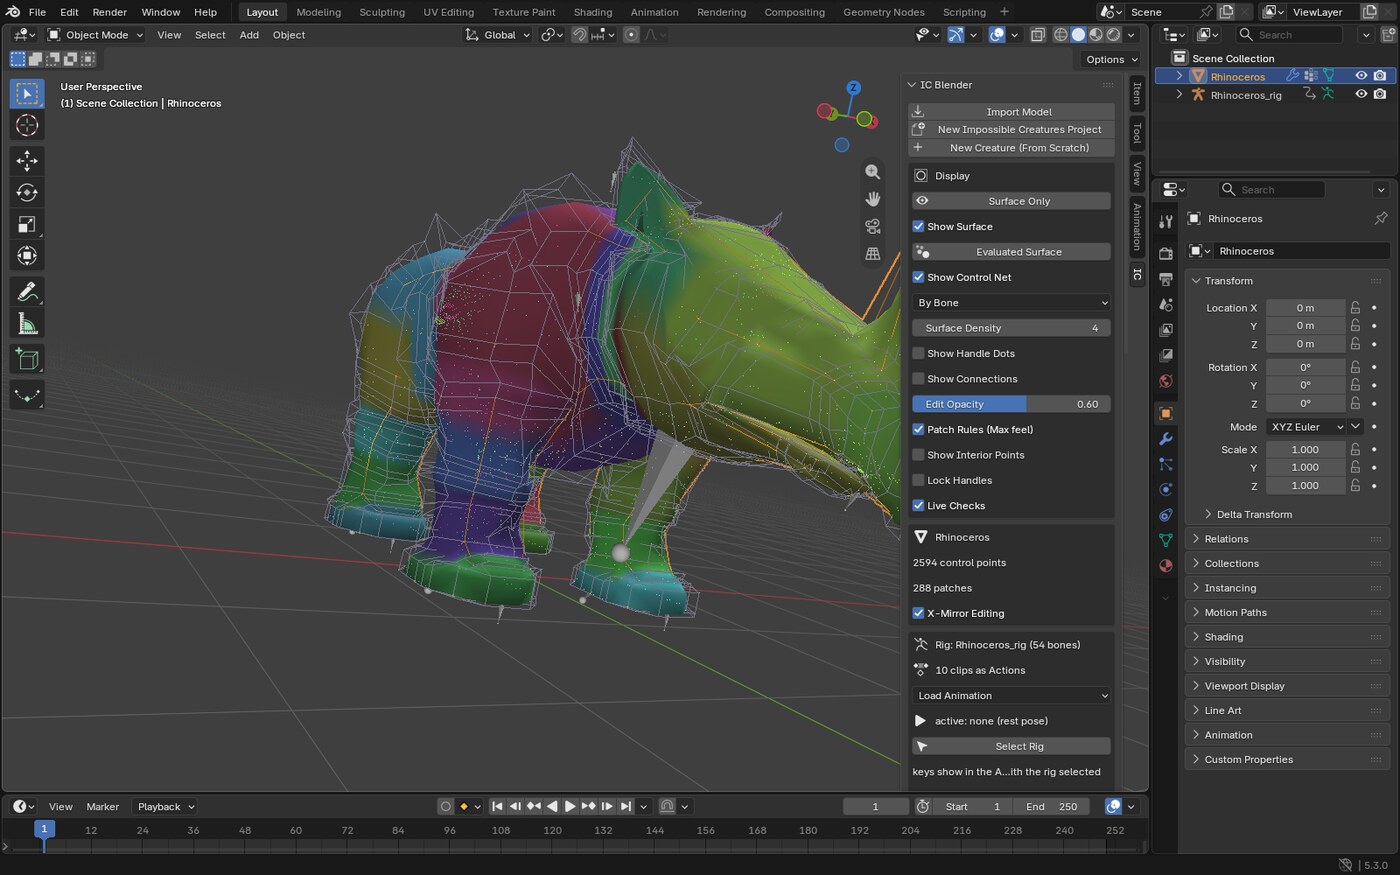 File Edit Render Window Help Layout Modeling Sculpting UV Editing Texture Paint Shading Animation Rendering Compositing Geometry Nodes Scripting + Scene ViewLayer
Object Mode View Select Add Object Global Search
Options
User Perspective
(1) Scene Collection | Rhinoceros
Z
IC Blender
Import Model
New Impossible Creatures Project
New Creature (From Scratch)
Display
Surface Only
Show Surface
Evaluated Surface
Show Control Net
By Bone
Surface Density 4
Show Handle Dots
Show Connections
Edit Opacity 0.60
Patch Rules (Max feel)
Show Interior Points
Lock Handles
Live Checks
Rhinoceros
2594 control points
288 patches
X-Mirror Editing
Rig: Rhinoceros_rig (54 bones)
10 clips as Actions
Load Animation
active: none (rest pose)
Select Rig
keys show in the A...ith the rig selected
Item
Tool
View
Animation
IC
Scene Collection
Rhinoceros
Rhinoceros_rig
Search
Rhinoceros
Rhinoceros
Transform
Location X 0 m
Y 0 m
Z 0 m
Rotation X 0°
Y 0°
Z 0°
Mode XYZ Euler
Scale X 1.000
Y 1.000
Z 1.000
Delta Transform
Relations
Collections
Instancing
Motion Paths
Shading
Visibility
Viewport Display
Line Art
Animation
Custom Properties
View Marker Playback 1 Start 1 End 250
1 12 24 36 48 60 72 84 96 108 120 132 144 156 168 180 192 204 216 228 240 252
5.3.0